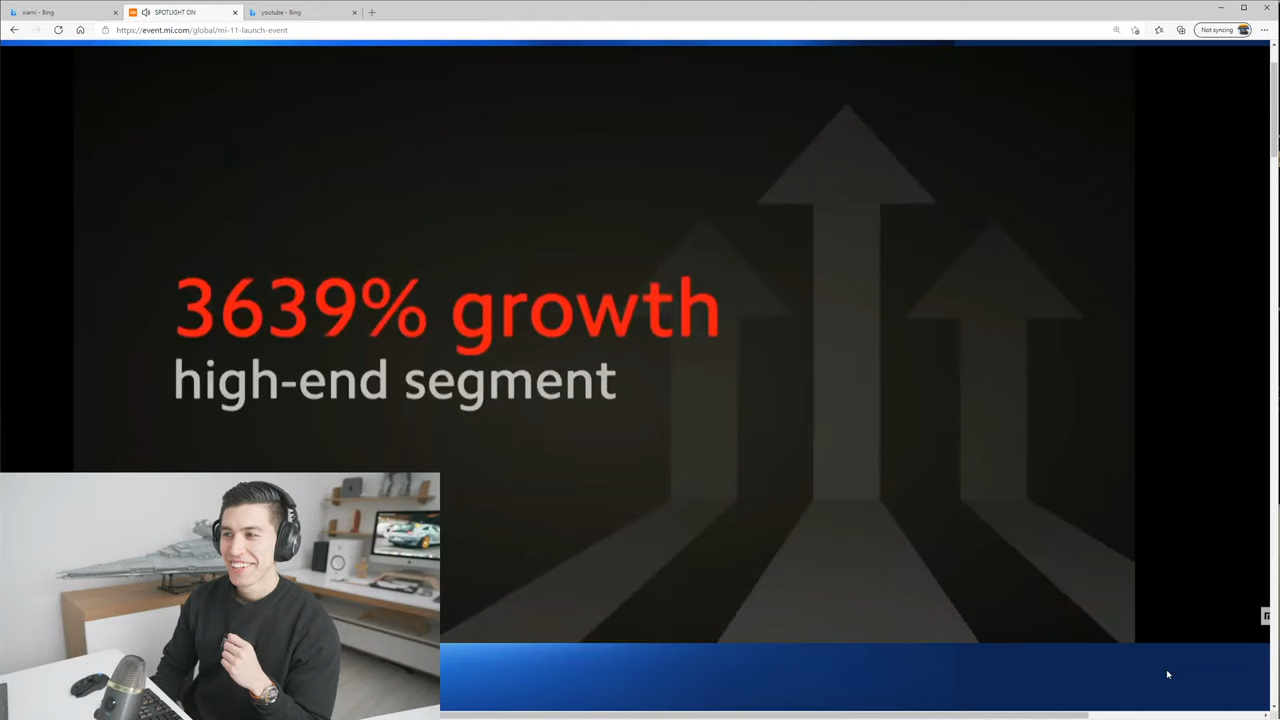 xiami - Bing
SPOTLIGHT ON
youtube - Bing
https://event.mi.com/global/mi-11-launch-event
Not syncing
3639% growth
high-end segment